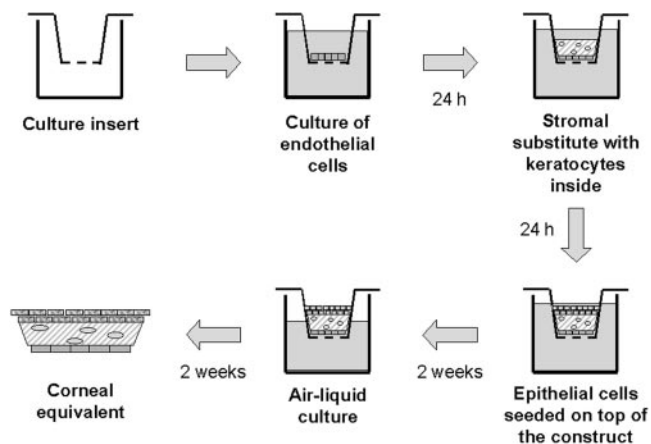 Culture insert
Culture of
endothelial
cells
24 h
Stromal
substitute with
keratocytes
inside
24 h
Epithelial cells
seeded on top of
the construct
2 weeks
Air-liquid
culture
2 weeks
Corneal
equivalent